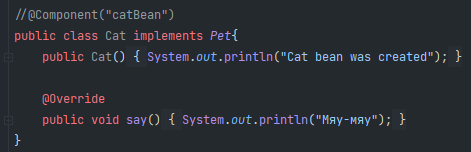 //@Component("catBean")
public class Cat implements Pet{
public Cat() { System.out.println("Cat bean was created"); }
@Override
public void say() { System.out.println("Мяу-мяу"); }
}